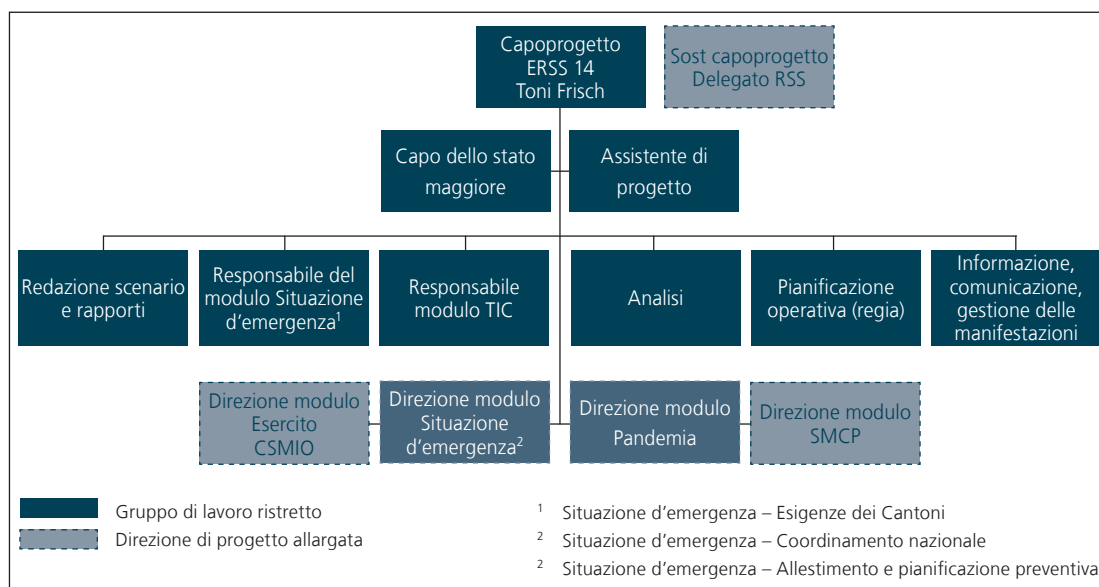 Capoprogetto
ERSS 14
Toni Frisch
Sost capoprogetto
Delegato RSS
Capo dello stato
maggiore
Assistente di
progetto
Redazione scenario
e rapporti
Responsabile del
modulo Situazione
d'emergenza¹
Responsabile
modulo TIC
Analisi
Pianificazione
operativa (regia)
Informazione,
comunicazione,
gestione delle
manifestazioni
Direzione modulo
Esercito
CSMIO
Direzione modulo
Situazione
d'emergenza²
Direzione modulo
Pandemia
Direzione modulo
SMCP
Gruppo di lavoro ristretto
Direzione di progetto allargata
¹ Situazione d'emergenza – Esigenze dei Cantoni
² Situazione d'emergenza – Coordinamento nazionale
² Situazione d'emergenza – Allestimento e pianificazione preventiva